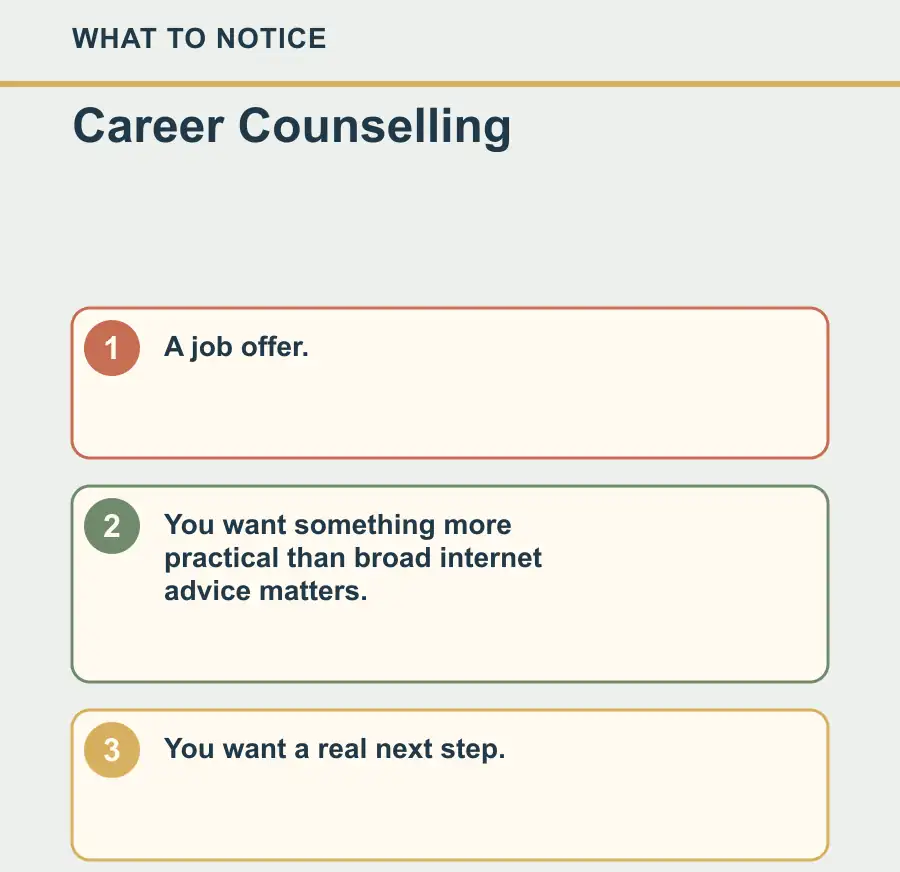 WHAT TO NOTICE
Career Counselling
1
A job offer.
2
You want something more
practical than broad internet
advice matters.
3
You want a real next step.